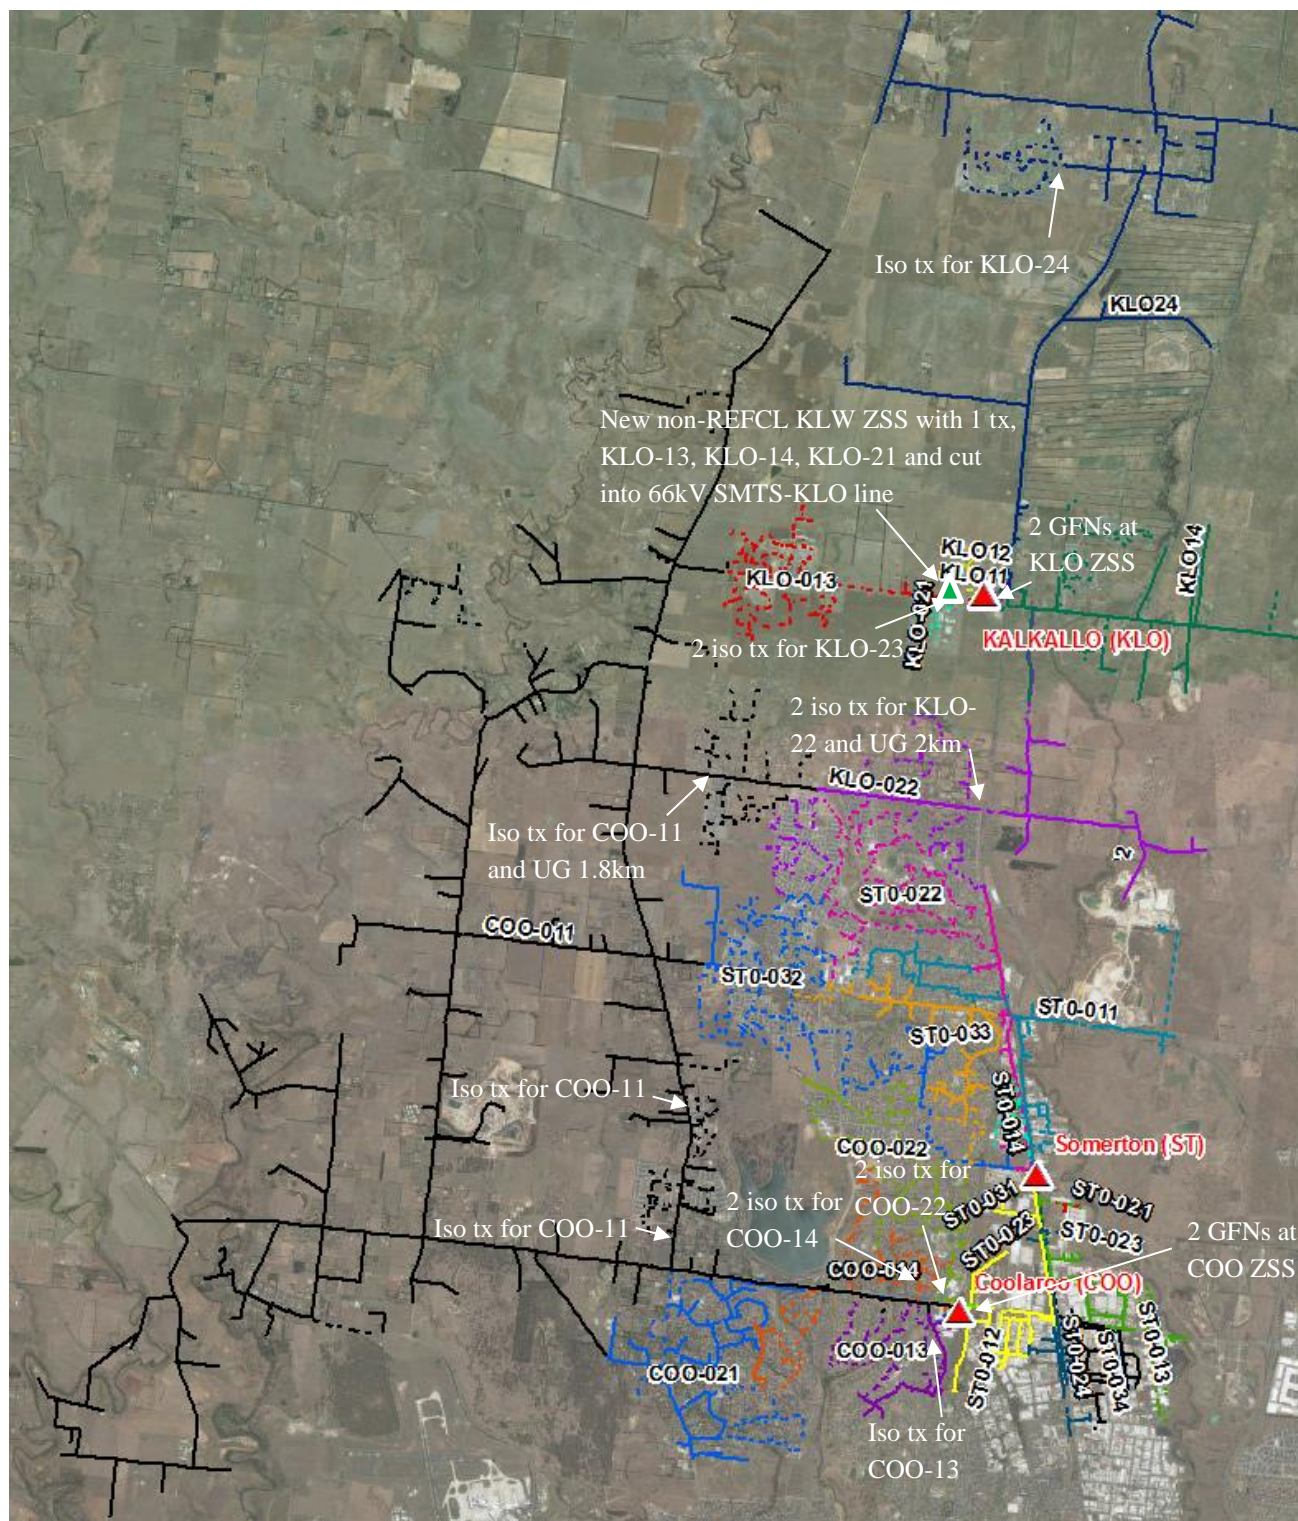 Iso tx for KLO-24
KLO24
New non-REFCL KLW ZSS with 1 tx,
KLO-13, KLO-14, KLO-21 and cut
into 66kV SMTS-KLO line
2 GFNs at
KLO ZSS
KLO12
KLO11
KLO14
KLO-013
KLO-021
KALKALLO (KLO)
2 iso tx for KLO-23
2 iso tx for KLO-
22 and UG 2km
KLO-022
Iso tx for COO-11
and UG 1.8km
2
ST0-022
COO-011
ST0-032
ST0-011
ST0-033
Iso tx for COO-11
ST0-014
COO-022
Somerton (ST)
2 iso tx for
COO-22
ST0-031
ST0-021
2 iso tx for
COO-14
ST0-023
ST0-023
Iso tx for COO-11
2 GFNs at
COO ZSS
COO-014
Coolaroo (COO)
COO-013
COO-021
ST0-012
ST0-024
ST0-034
ST0-013
Iso tx for
COO-13